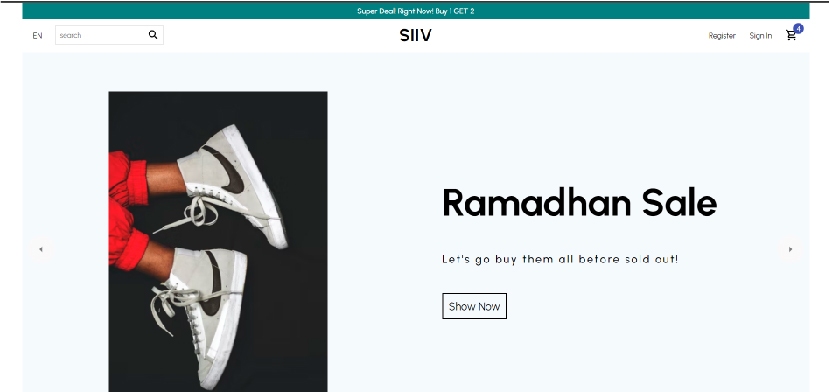 Super Deal! Right Now! Buy 1 GET 2
EN
search
SIIV
Register
Sign In
4
Ramadhan Sale
Let's go buy them all before sold out!
Show Now